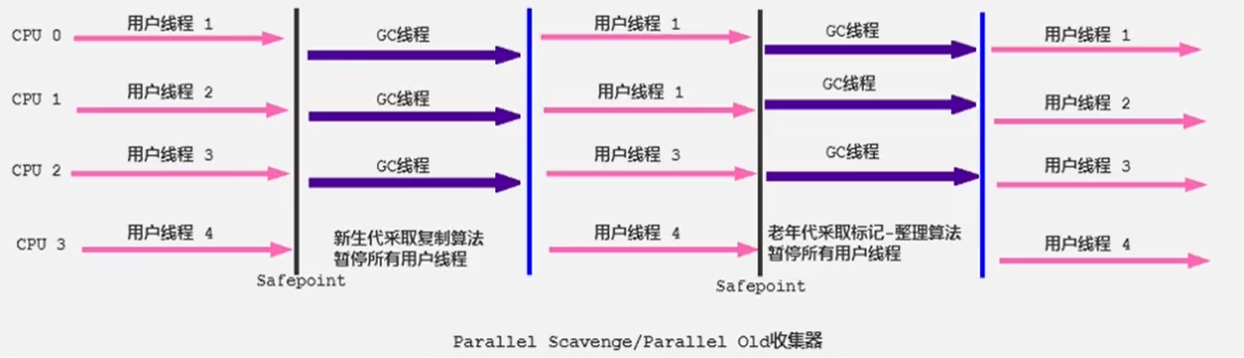 CPU 0
用户线程 1
GC线程
用户线程 1
GC线程
用户线程 1
CPU 1
用户线程 2
GC线程
用户线程 1
GC线程
用户线程 2
CPU 2
用户线程 3
GC线程
用户线程 3
GC线程
用户线程 3
CPU 3
用户线程 4
新生代采取复制算法
暂停所有用户线程
用户线程 4
老年代采取标记-整理算法
暂停所有用户线程
用户线程 4
Safepoint
Safepoint
Parallel Scavenge/Parallel Old收集器